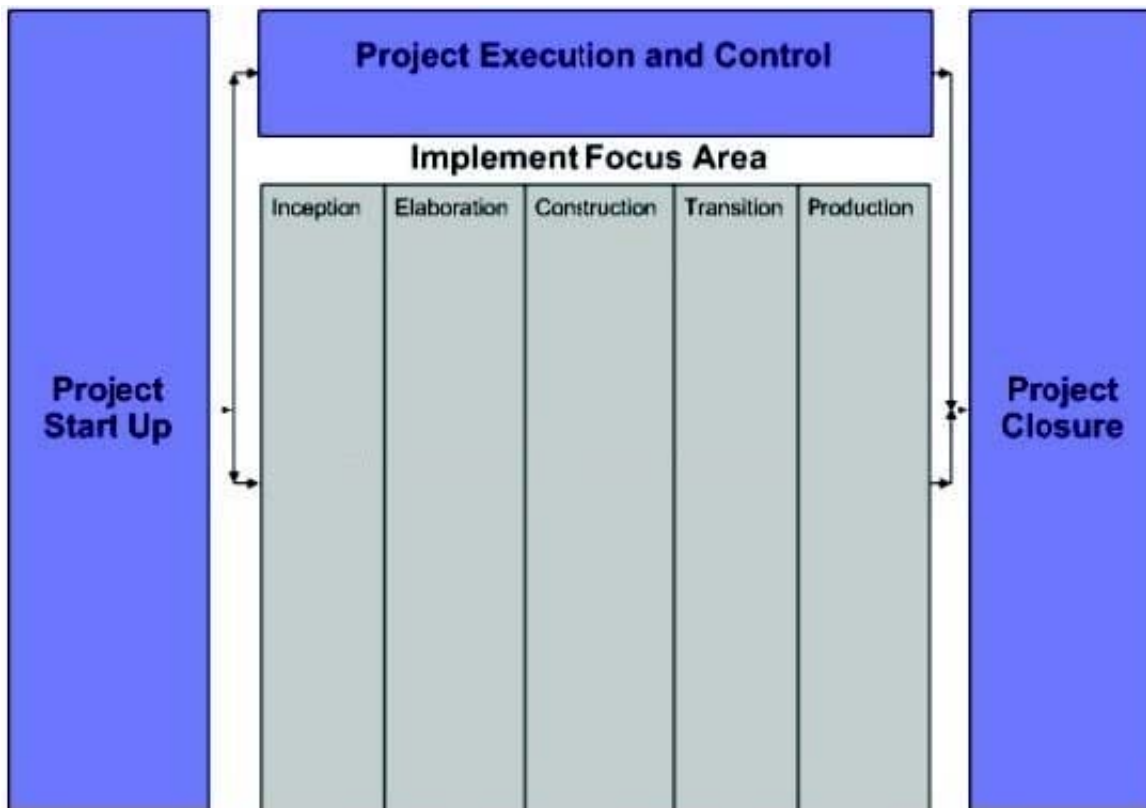 Project Execution and Control
Implement Focus Area
Inception
Elaboration
Construction
Transition
Production
Project
Start Up
Project
Closure